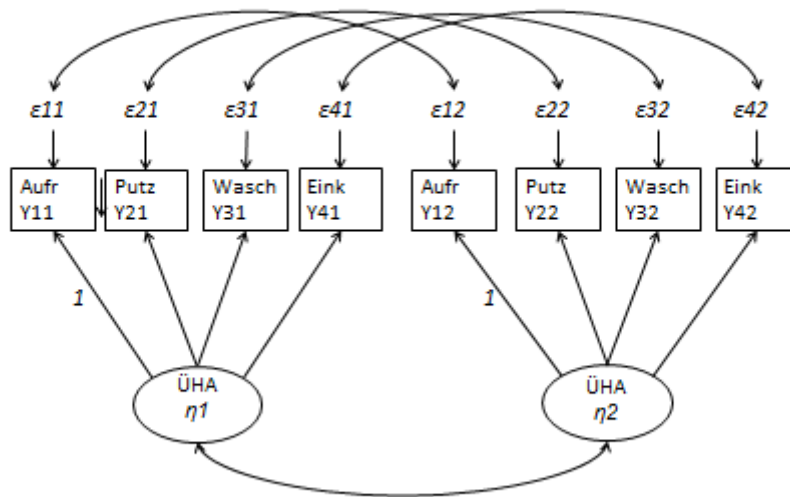 ε11 ε21 ε31 ε41 ε12 ε22 ε32 ε42
Aufr Putz Wasch Eink Aufr Putz Wasch Eink
Y11 Y21 Y31 Y41 Y12 Y22 Y32 Y42
1 1
ÜHA ÜHA
η1 η2